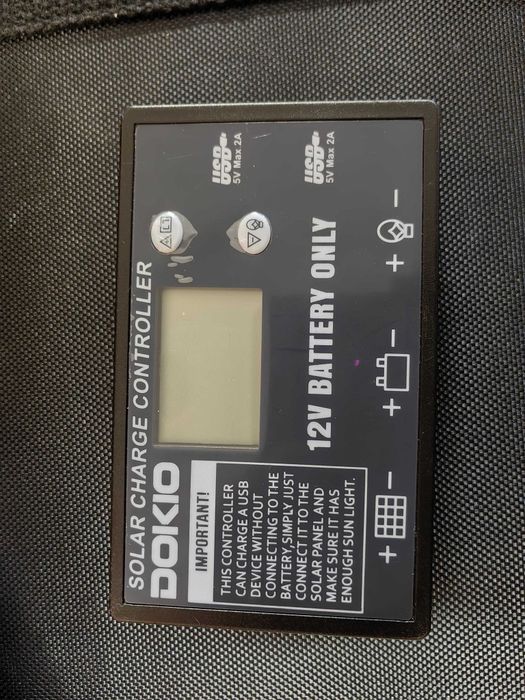 SOLAR CHARGE CONTROLLER
DOKIO
IMPORTANT!
THIS CONTROLLER
CAN CHARGE A USB
DEVICE WITHOUT
CONNECTING TO THE
BATTERY,SIMPLY JUST
CONNECT IT TO THE
SOLAR PANEL AND
MAKE SURE IT HAS
ENOUGH SUN LIGHT.
12V BATTERY ONLY
USB
5V Max 2A
USB
5V Max 2A
+ −
+ −
+ −